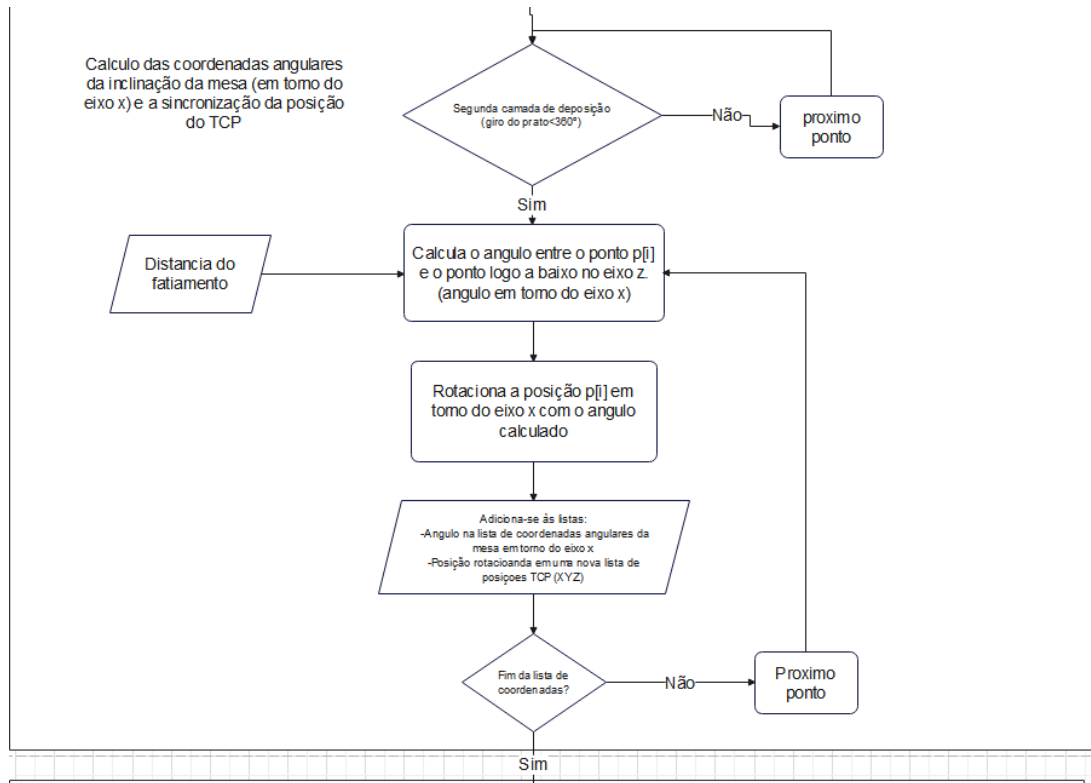 Calculo das coordenadas angulares
da inclinação da mesa (em torno do
eixo x) e a sincronização da posição
do TCP
Segunda camada de deposição
(giro do prato<360º)
Não
proximo
ponto
Sim
Distancia do
fatiamento
Calcula o angulo entre o ponto p[i]
e o ponto logo a baixo no eixo z.
(angulo em torno do eixo x)
Rotaciona a posição p[i] em
torno do eixo x com o angulo
calculado
Adiciona-se às listas:
-Angulo na lista de coordenadas angulares da
mesa em torno do eixo x
-Posição rotacioanda em uma nova lista de
posiçoes TCP (XYZ)
Fim da lista de
coordenadas?
Não
Proximo
ponto
Sim